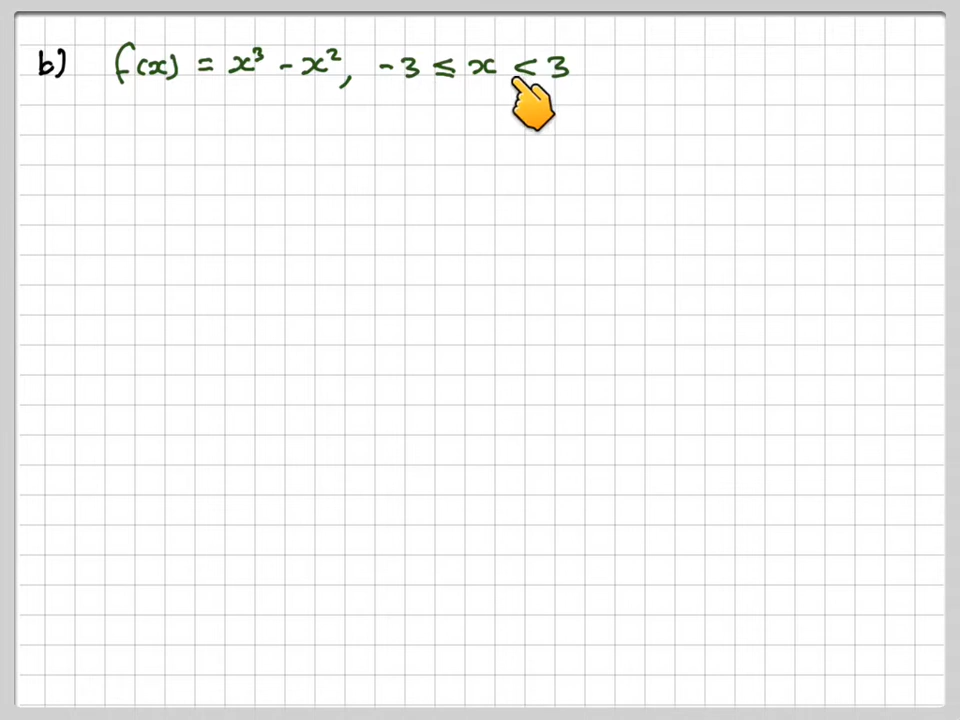 b) f(x) = x³ - x², -3 ≤ x < 3